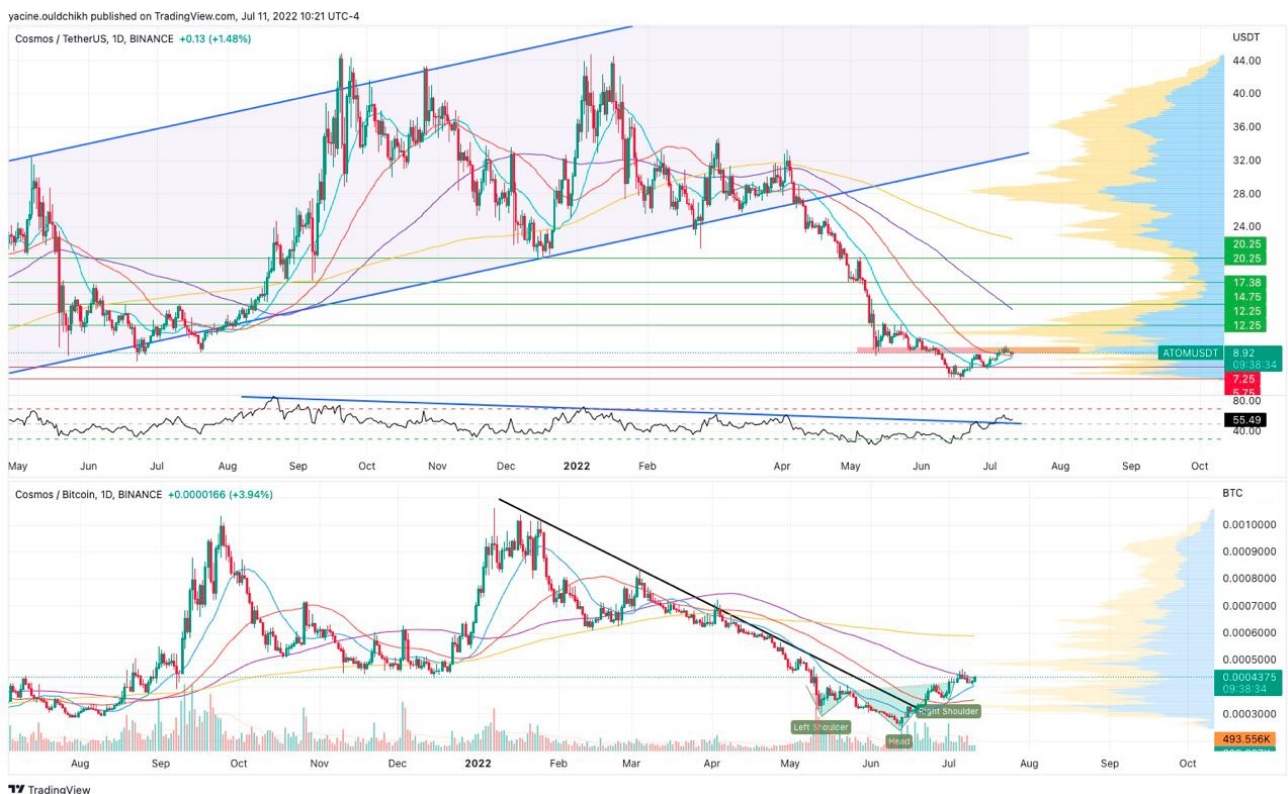 yacine.ouldchikh published on TradingView.com, Jul 11, 2022 10:21 UTC-4
Cosmos / TetherUS, 1D, BINANCE +0.13 (+1.48%)
USDT
44.00
40.00
36.00
32.00
28.00
24.00
20.25
20.25
17.38
14.75
12.25
12.25
ATOMUSDT 8.92
09:38:34
7.25
5.75
80.00
55.49
40.00
May Jun Jul Aug Sep Oct Nov Dec 2022 Feb Apr May Jun Jul Aug Sep Oct
Cosmos / Bitcoin, 1D, BINANCE +0.0000166 (+3.94%)
BTC
0.0010000
0.0009000
0.0008000
0.0007000
0.0006000
0.0005000
0.0004375
09:38:34
0.0003000
Left Shoulder
Head
Right Shoulder
493.556K
Aug Sep Oct Nov Dec 2022 Feb Mar Apr May Jun Jul Aug Sep Oct
TradingView